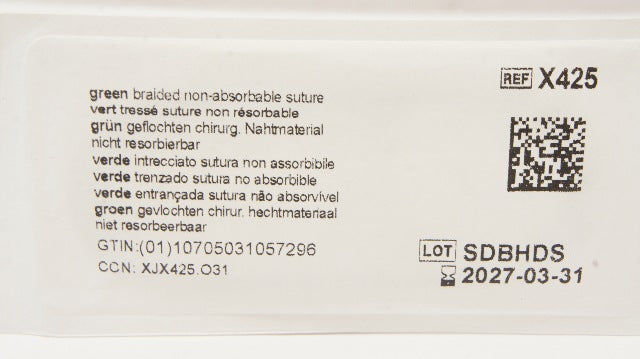 REF X425
green braided non-absorbable suture
vert tressé suture non résorbable
grün geflochten chirurg. Nahtmaterial
nicht resorbierbar
verde intrecciato sutura non assorbibile
verde trenzado sutura no absorbible
verde entrançada sutura não absorvível
groen gevlochten chirur. hechtmateriaal
niet resorbeerbaar
GTIN:(01)10705031057296
CCN: XJX425.O31
LOT SDBHDS
2027-03-31